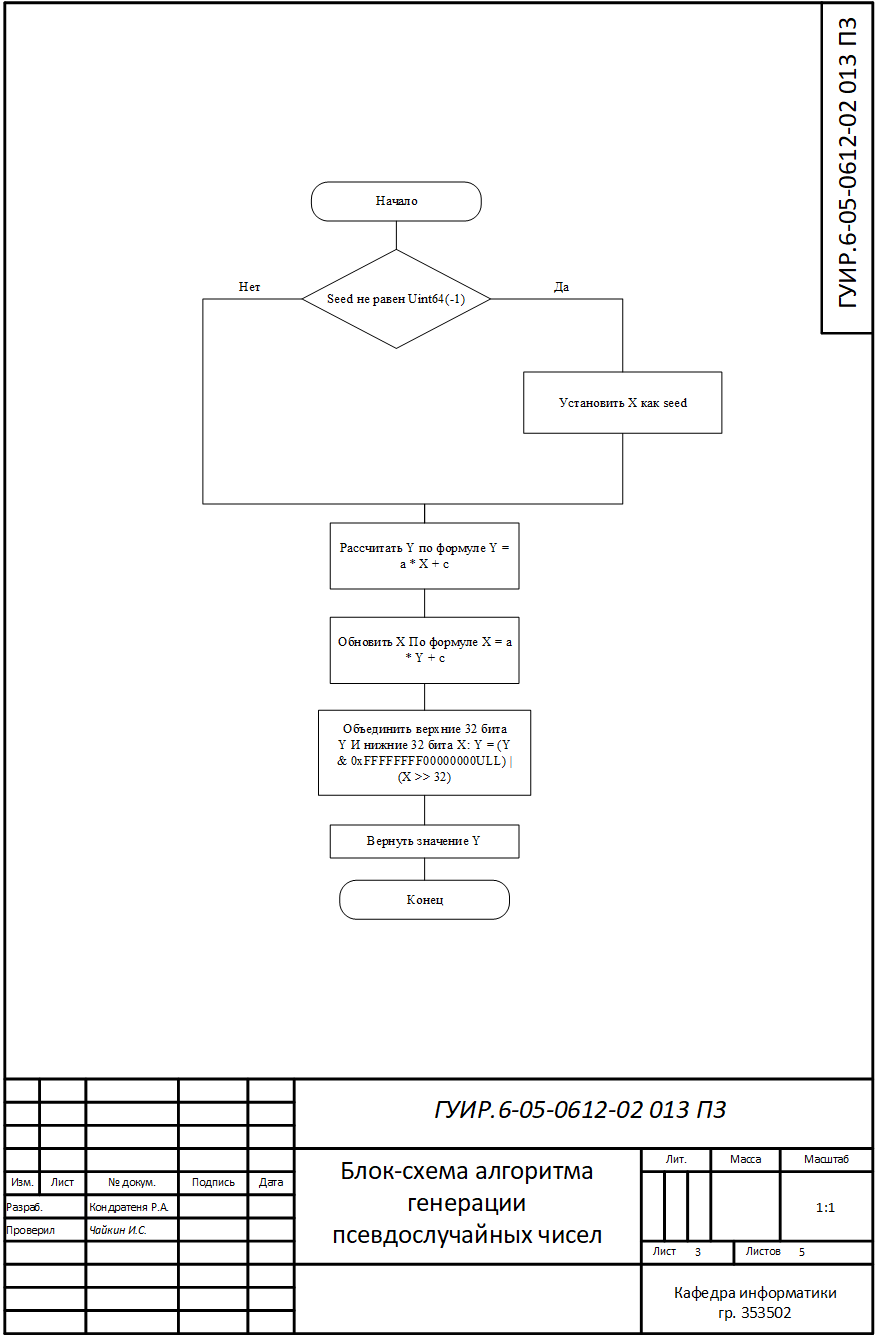 ГУИР.6-05-0612-02 013 ПЗ
Начало
Нет
Да
Seed не равен Uint64(-1)
Установить X как seed
Рассчитать Y по формуле Y =
a * X + c
Обновить X По формуле X = a
* Y + c
Объединить верхние 32 бита
Y И нижние 32 бита X: Y = (Y
& 0xFFFFFFFF00000000ULL) |
(X >> 32)
Вернуть значение Y
Конец
ГУИР.6-05-0612-02 013 ПЗ
Изм. Лист № докум. Подпись Дата
Разраб. Кондратеня Р.А.
Проверил Чайкин И.С.
Блок-схема алгоритма
генерации
псевдослучайных чисел
Лит. Масса Масштаб
1:1
Лист 3 Листов 5
Кафедра информатики
гр. 353502